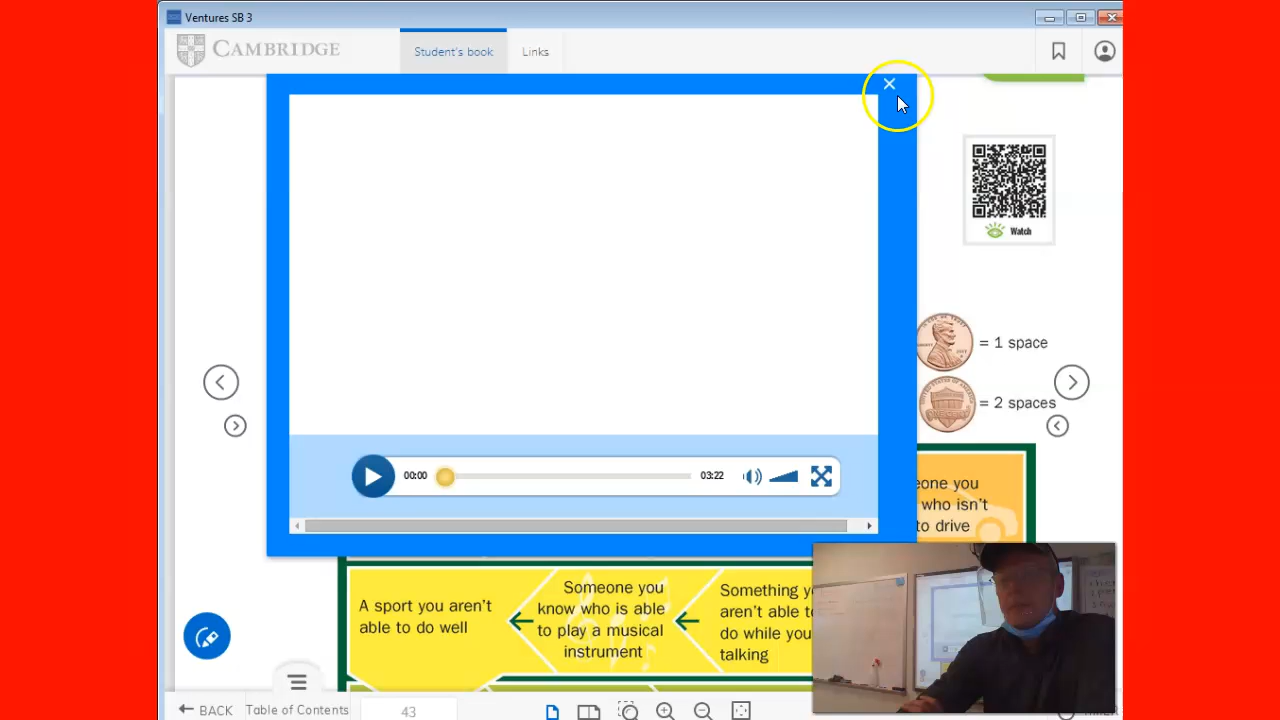 Ventures SB 3
CAMBRIDGE
Student's book
Links
Watch
= 1 space
= 2 spaces
00:00
03:22
eone you
who isn't
to drive
A sport you aren't
able to do well
Someone you
know who is able
to play a musical
instrument
Something y
aren't able to
do while you
talking
BACK
Table of Contents
43